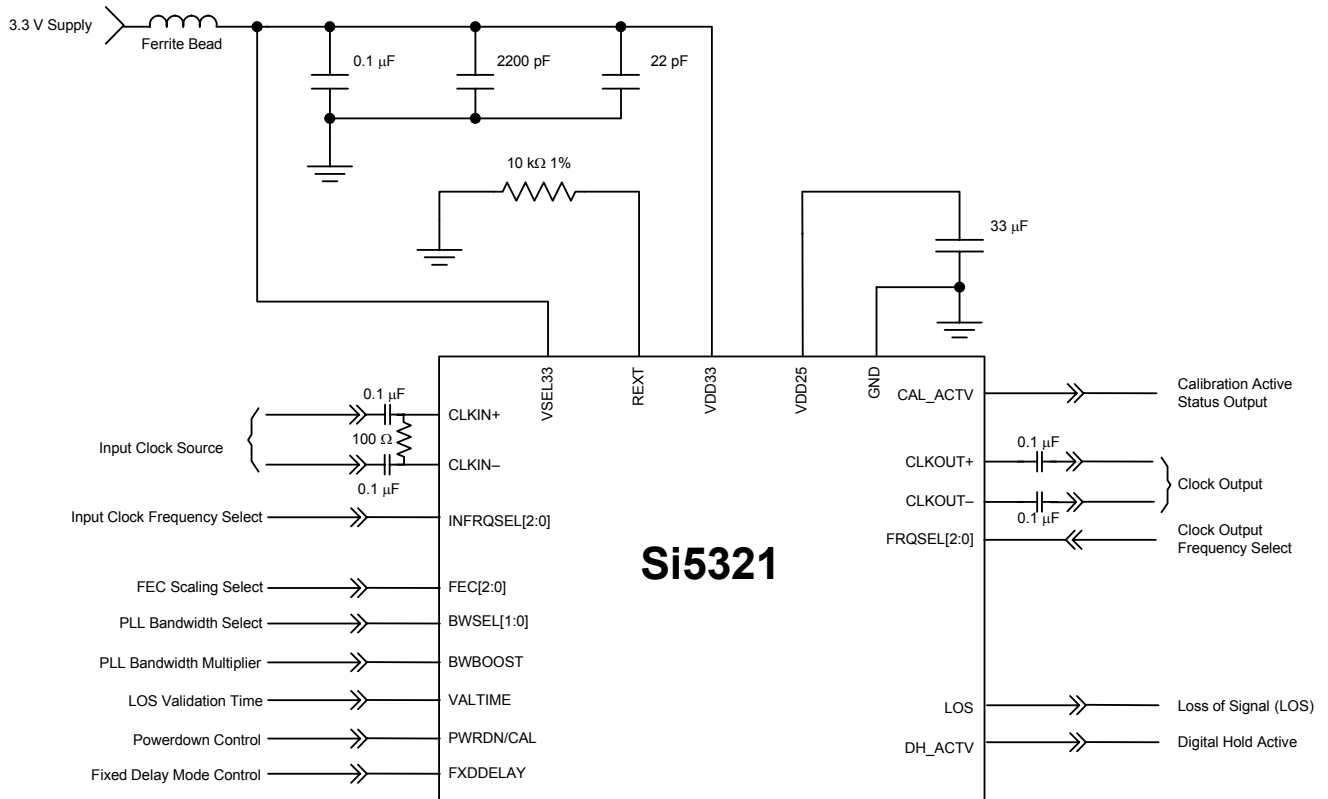 3.3 V Supply
Ferrite Bead
0.1 μF
2200 pF
22 pF
10 kΩ 1%
33 μF
VSEL33
REXT
VDD33
VDD25
GND
CAL_ACTV
Calibration Active
Status Output
0.1 μF
CLKIN+
100 Ω
Input Clock Source
CLKIN–
0.1 μF
CLKOUT+
0.1 μF
Clock Output
CLKOUT–
0.1 μF
Input Clock Frequency Select
INFRQSEL[2:0]
FRQSEL[2:0]
Clock Output
Frequency Select
Si5321
FEC Scaling Select
FEC[2:0]
PLL Bandwidth Select
BWSEL[1:0]
PLL Bandwidth Multiplier
BWBOOST
LOS Validation Time
VALTIME
LOS
Loss of Signal (LOS)
Powerdown Control
PWRDN/CAL
DH_ACTV
Digital Hold Active
Fixed Delay Mode Control
FXDDELAY